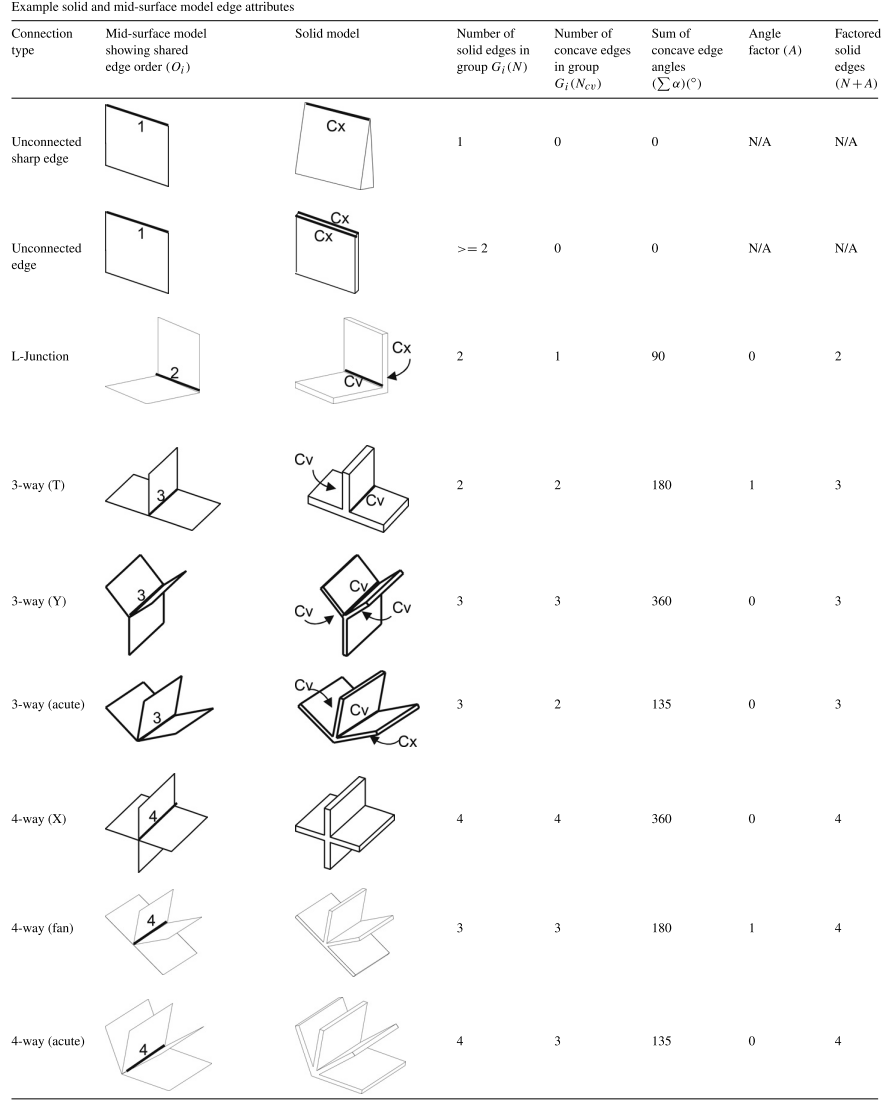 Example solid and mid-surface model edge attributes
Connection type Mid-surface model showing shared edge order (Oᵢ) Solid model Number of solid edges in group Gᵢ(N) Number of concave edges in group Gᵢ(N_cv) Sum of concave edge angles (∑α)(°) Angle factor (A) Factored solid edges (N + A)
Unconnected sharp edge 1 Cx 1 0 0 N/A N/A
Unconnected edge 1 Cx Cx >= 2 0 0 N/A N/A
L-Junction 2 Cv Cx 2 1 90 0 2
3-way (T) 3 Cv Cv 2 2 180 1 3
3-way (Y) 3 Cv Cv Cv 3 3 360 0 3
3-way (acute) 3 Cv Cv Cx 3 2 135 0 3
4-way (X) 4 4 4 360 0 4
4-way (fan) 4 3 3 180 1 4
4-way (acute) 4 4 3 135 0 4